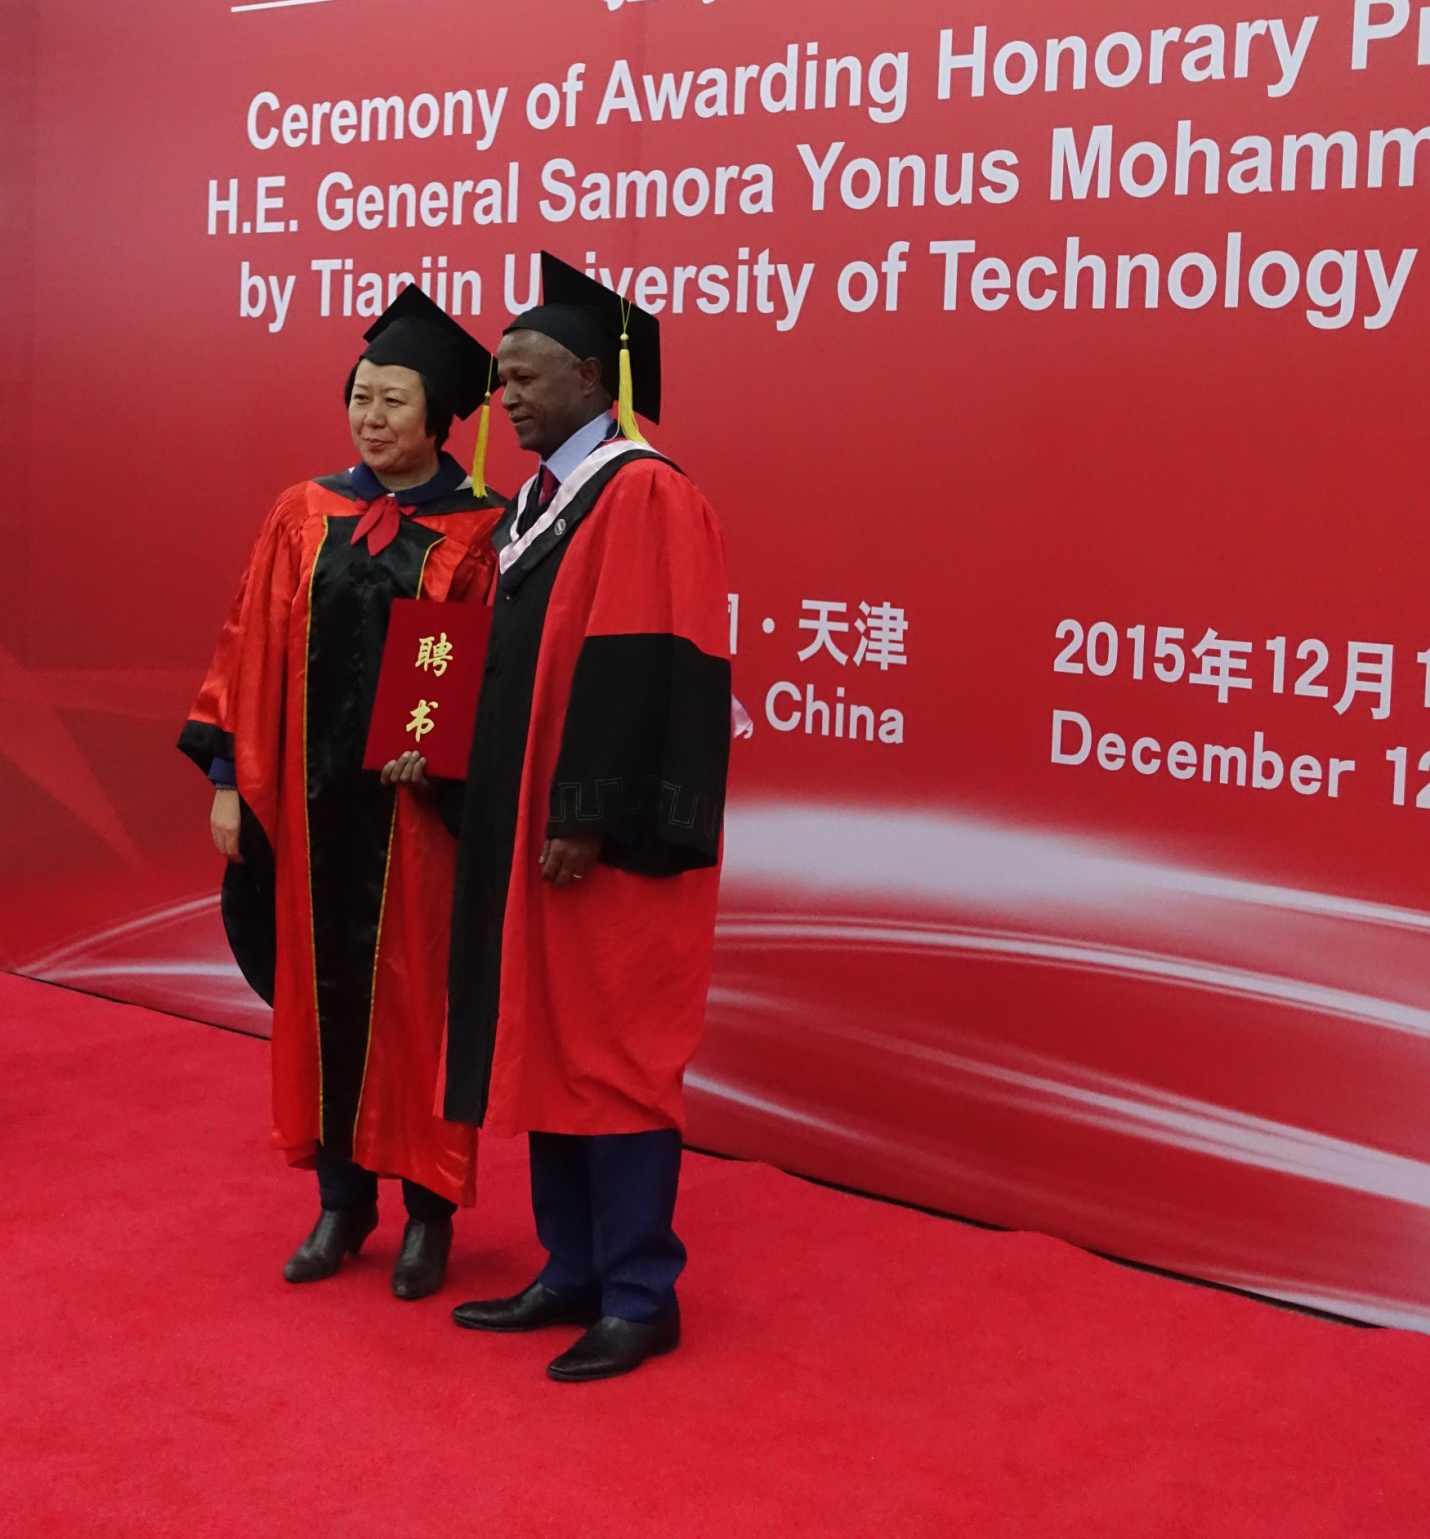 Ceremony of Awarding Honorary
H.E. General Samora Yonus
by Tianjin University of Technology
聘
书
·天津
China
2015年12月
December 12